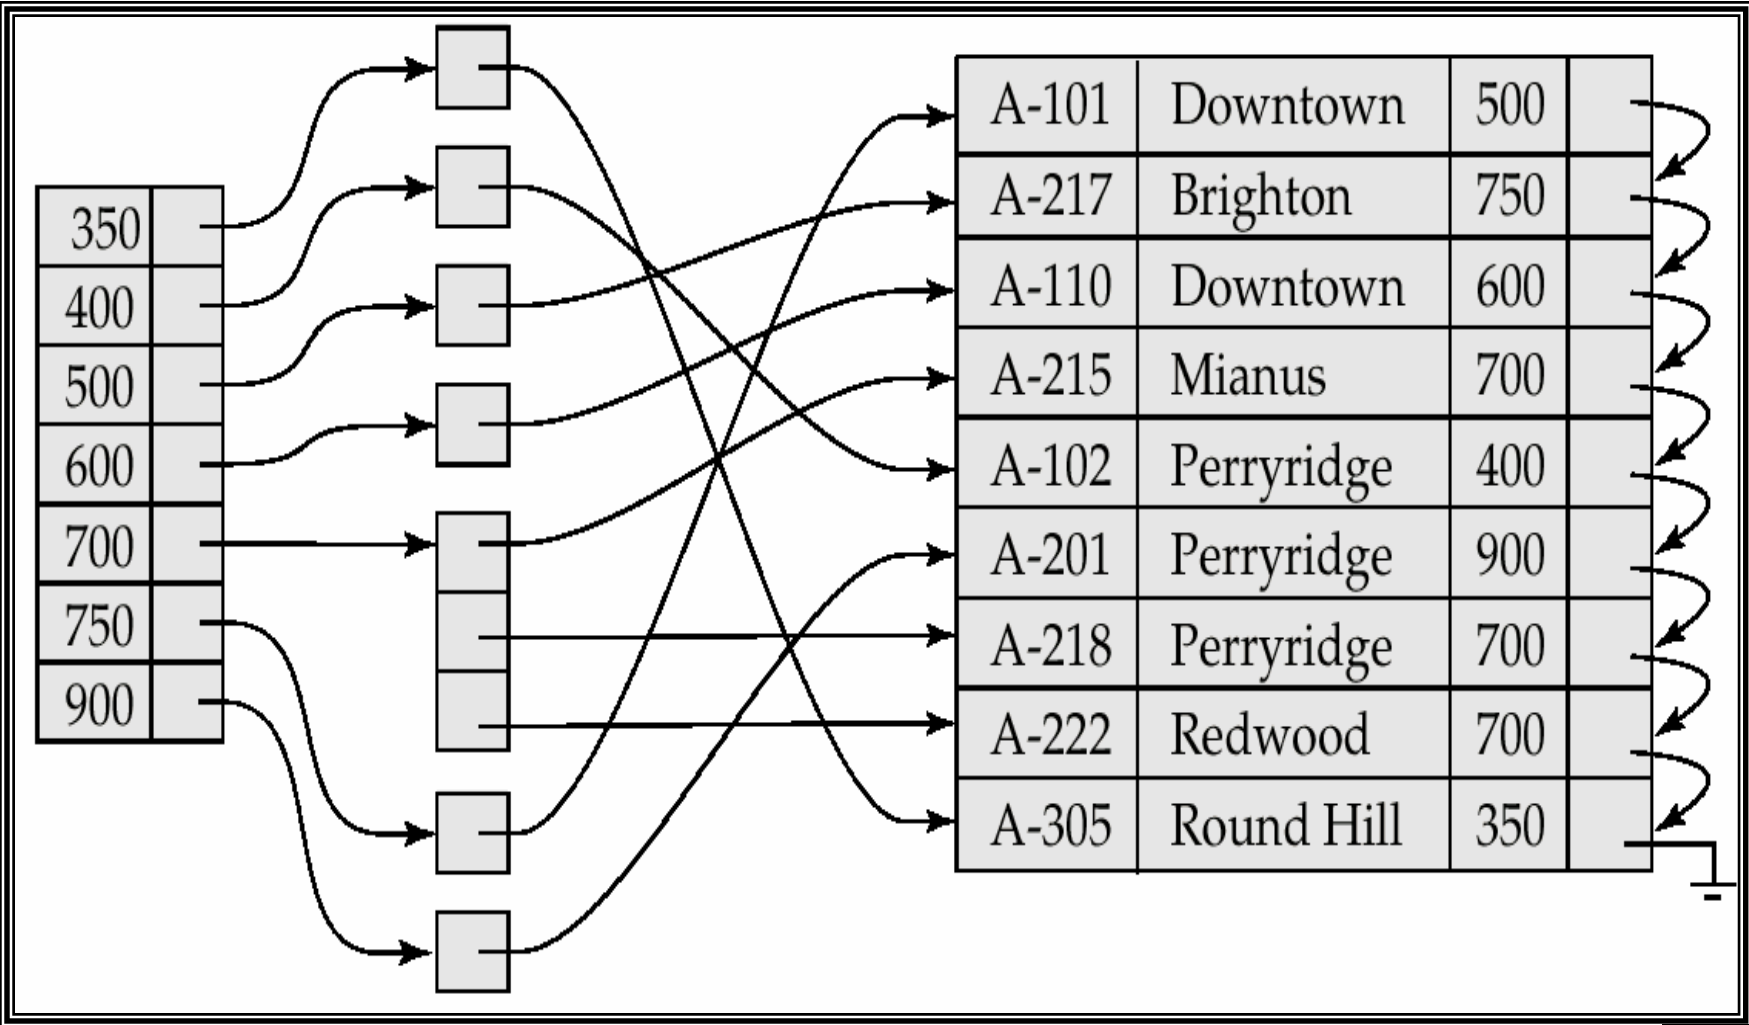 350
400
500
600
700
750
900
A-101 Downtown 500
A-217 Brighton 750
A-110 Downtown 600
A-215 Mianus 700
A-102 Perryridge 400
A-201 Perryridge 900
A-218 Perryridge 700
A-222 Redwood 700
A-305 Round Hill 350